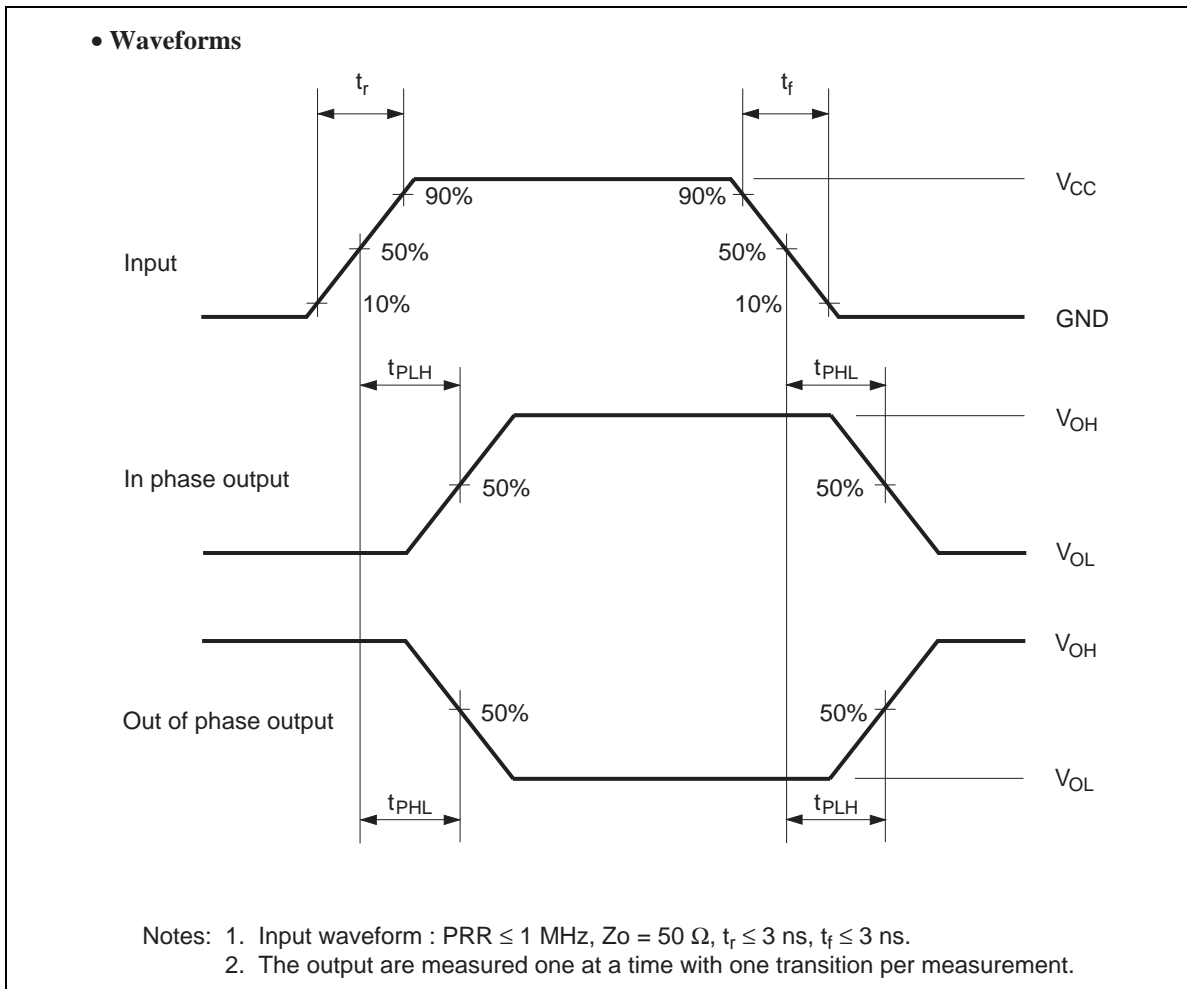 • Waveforms
tr
tf
VCC
90%
90%
Input
50%
50%
10%
10%
GND
tPLH
tPHL
VOH
In phase output
50%
50%
VOL
VOH
Out of phase output
50%
50%
VOL
tPHL
tPLH
Notes: 1. Input waveform : PRR ≤ 1 MHz, Zo = 50 Ω, tr ≤ 3 ns, tf ≤ 3 ns.
2. The output are measured one at a time with one transition per measurement.